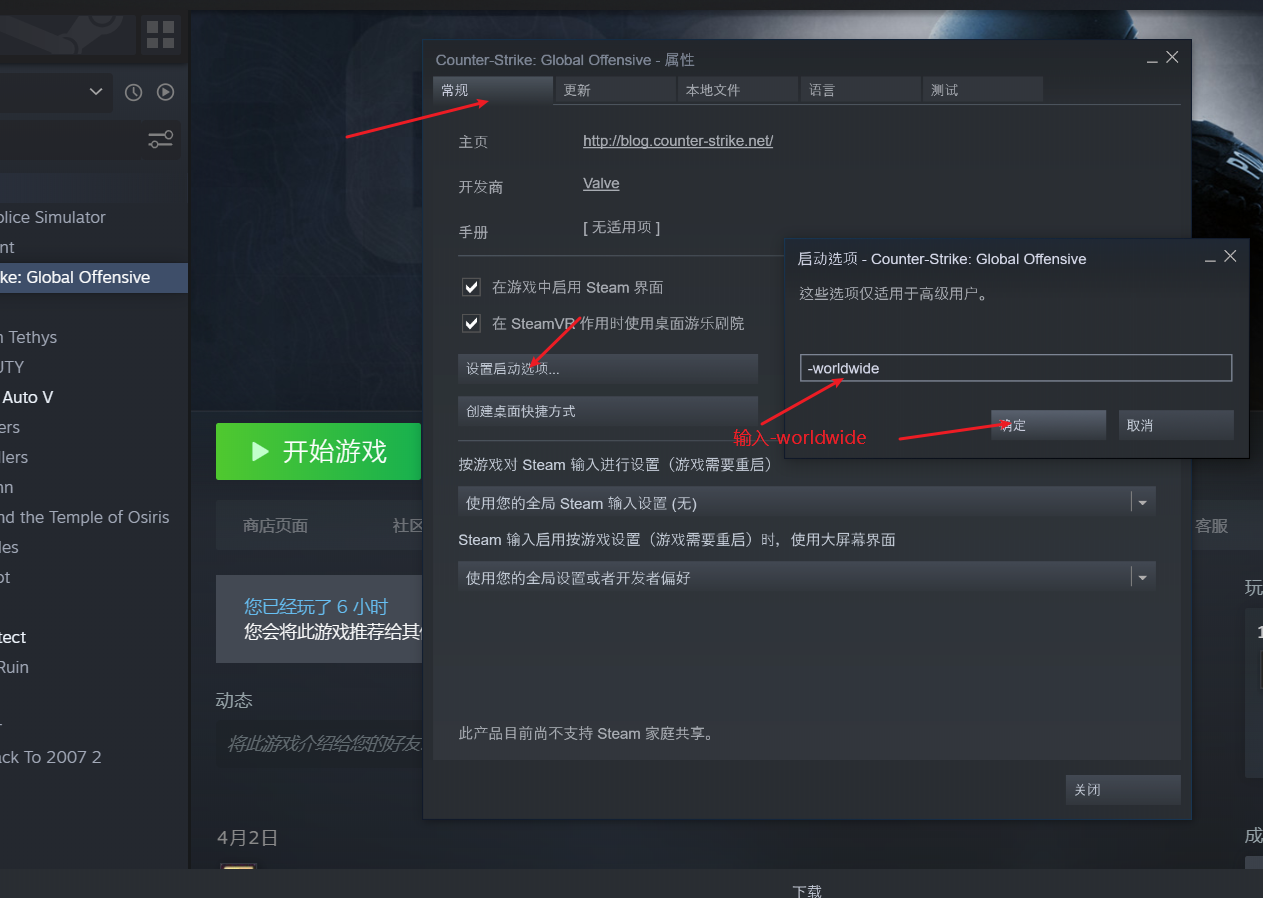 Counter-Strike: Global Offensive - 属性
常规
更新
本地文件
语言
测试
主页
http://blog.counter-strike.net/
开发商
Valve
手册
[ 无适用项 ]
在游戏中启用 Steam 界面
在 SteamVR 作用时使用桌面游乐剧院
设置启动选项...
创建桌面快捷方式
按游戏对 Steam 输入进行设置（游戏需要重启）
使用您的全局 Steam 输入设置 (无)
Steam 输入启用按游戏设置（游戏需要重启）时，使用大屏幕界面
使用您的全局设置或者开发者偏好
此产品目前尚不支持 Steam 家庭共享。
关闭
启动选项 - Counter-Strike: Global Offensive
这些选项仅适用于高级用户。
-worldwide
确定
取消
输入-worldwide
olice Simulator
nt
ke: Global Offensive
n Tethys
UTY
Auto V
ers
llers
nn
nd the Temple of Osiris
les
ot
tect
Ruin
ack To 2007 2
开始游戏
商店页面
社区
客服
您已经玩了 6 小时
您会将此游戏推荐给其
动态
将此游戏介绍给您的好友
4月2日
玩
成
下载